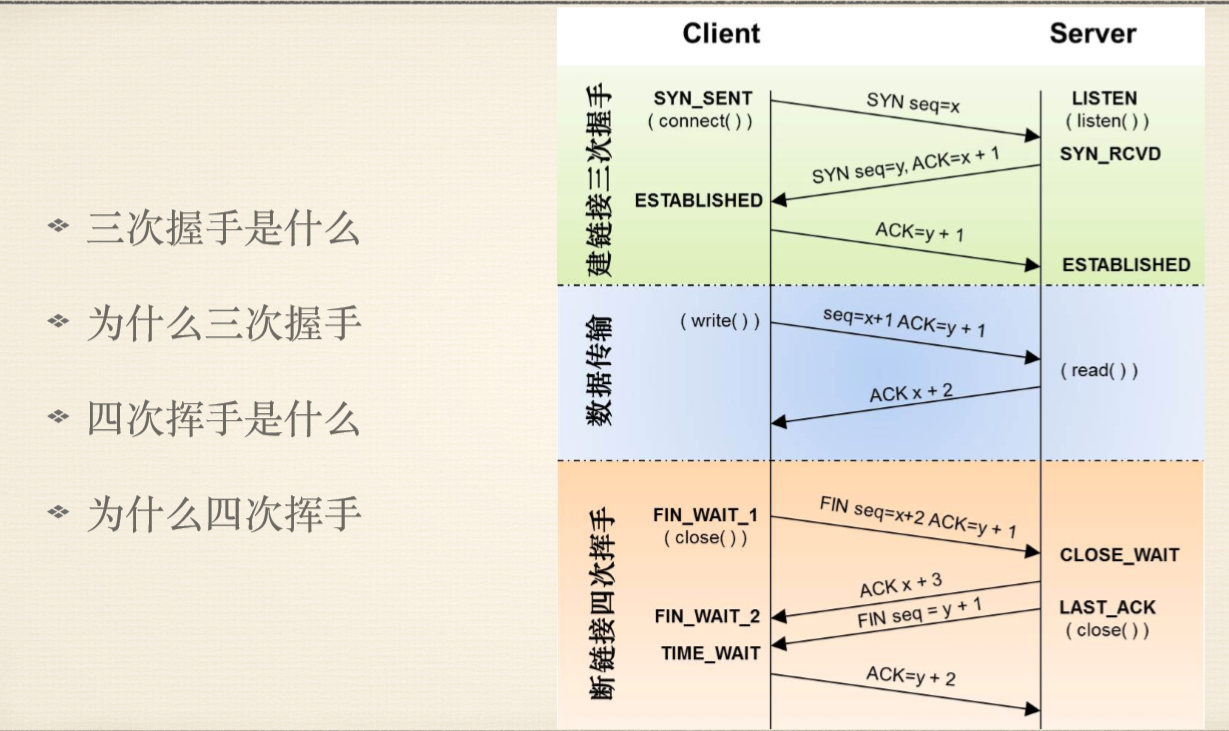 三次握手是什么
为什么三次握手
四次挥手是什么
为什么四次挥手
Client
Server
建链接三次握手
SYN_SENT
( connect( ) )
SYN seq=x
LISTEN
( listen( ) )
SYN_RCVD
SYN seq=y, ACK=x + 1
ESTABLISHED
ACK=y + 1
ESTABLISHED
数据传输
( write( ) )
seq=x+1 ACK=y + 1
( read( ) )
ACK x + 2
断链接四次挥手
FIN_WAIT_1
( close( ) )
FIN seq=x+2 ACK=y + 1
CLOSE_WAIT
ACK x + 3
FIN_WAIT_2
FIN seq = y + 1
LAST_ACK
( close( ) )
TIME_WAIT
ACK=y + 2